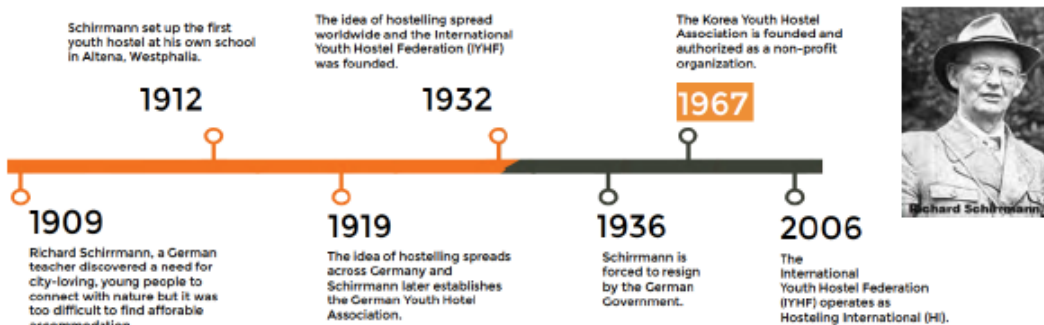 Schirrmann set up the first
youth hostel at his own school
in Altena, Westphalia.
1912
The idea of hostelling spread
worldwide and the International
Youth Hostel Federation (IYHF)
was founded.
1932
The Korea Youth Hostel
Association is founded and
authorized as a non-profit
organization.
1967
Richard Schirrmann
1909
Richard Schirrmann, a German
teacher discovered a need for
city-loving, young people to
connect with nature but it was
too difficult to find afforable
accommodation
1919
The idea of hostelling spreads
across Germany and
Schirrmann later establishes
the German Youth Hotel
Association.
1936
Schirrmann is
forced to resign
by the German
Government.
2006
The
International
Youth Hostel Federation
(IYHF) operates as
Hosteling International (HI).